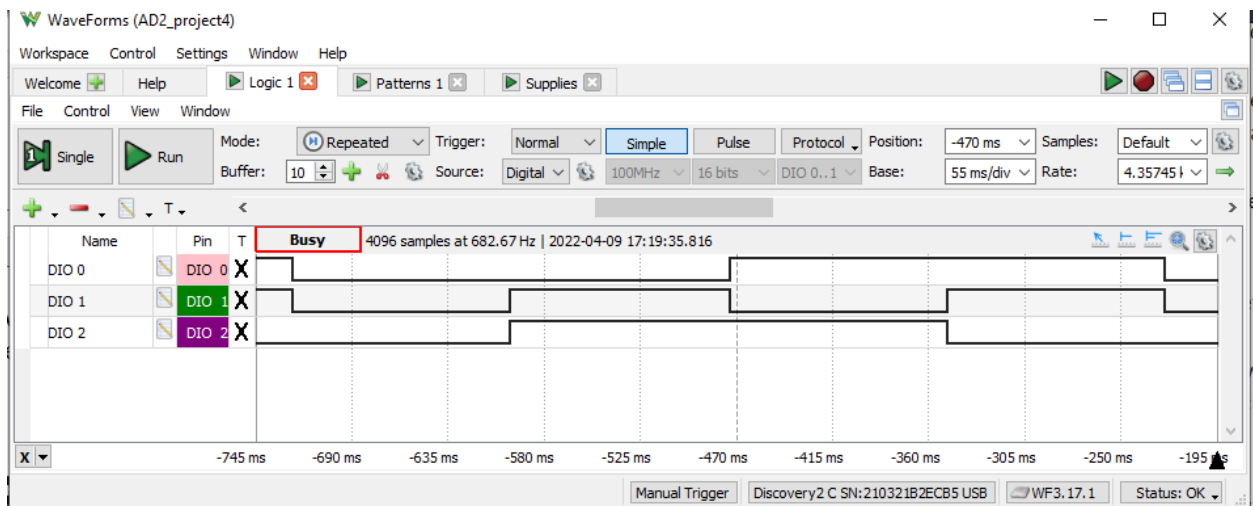 WaveForms (AD2_project4)
Workspace Control Settings Window Help
Welcome Help Logic 1 Patterns 1 Supplies
File Control View Window
Single Run Mode: Repeated Trigger: Normal Simple Pulse Protocol Position: -470 ms Samples: Default
Buffer: 10 Source: Digital 100MHz 16 bits DIO 0..1 Base: 55 ms/div Rate:
T
Name Pin T Busy 4096 samples at 682.67 Hz | 2022-04-09 17:19:35.816
DIO 0 DIO 0 X
DIO 1 DIO 1 X
DIO 2 DIO 2 X
X -745 ms -690 ms -635 ms -580 ms -525 ms -470 ms -415 ms -360 ms -305 ms -250 ms -195
Manual Trigger Discovery2 C SN:210321B2ECB5 USB WF3.17.1 Status: OK